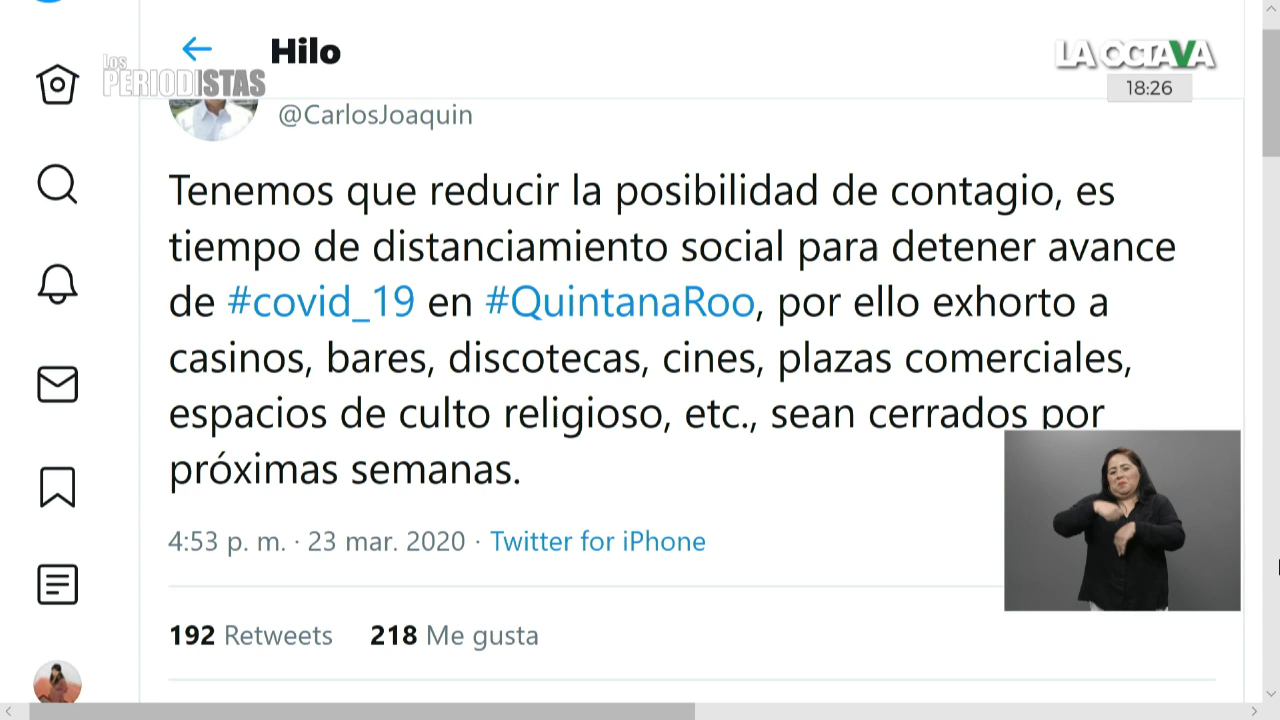 Hilo
LOS
PERIODISTAS
LA OCTAVA
18:26
@CarlosJoaquin
Tenemos que reducir la posibilidad de contagio, es
tiempo de distanciamiento social para detener avance
de #covid_19 en #QuintanaRoo, por ello exhorto a
casinos, bares, discotecas, cines, plazas comerciales,
espacios de culto religioso, etc., sean cerrados por
próximas semanas.
4:53 p. m. · 23 mar. 2020 · Twitter for iPhone
192 Retweets 218 Me gusta